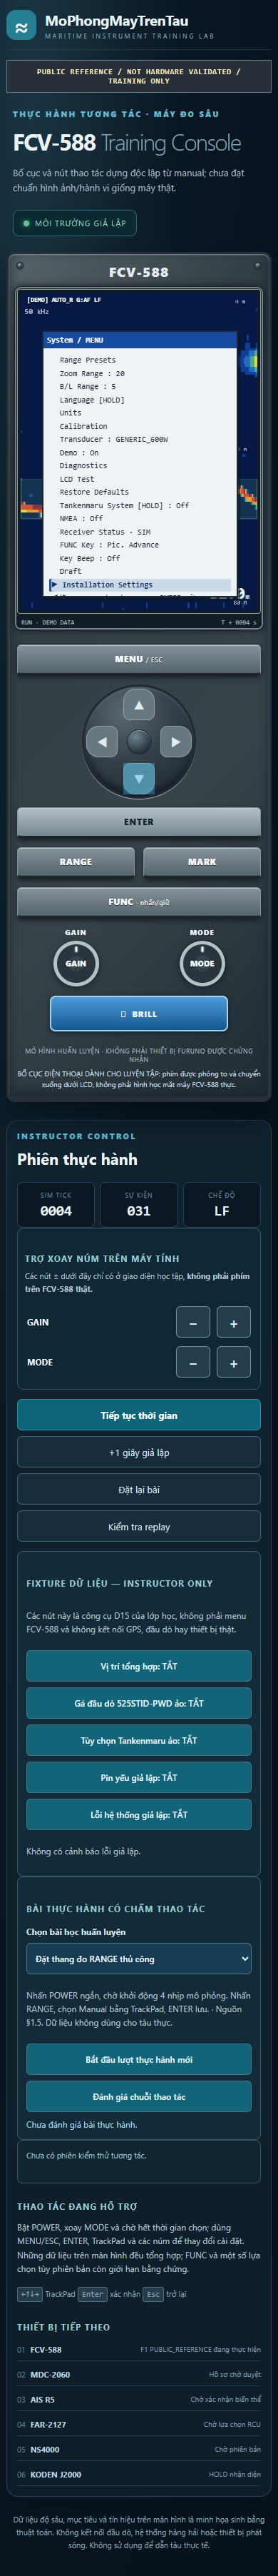 MoPhongMayTrenTau
MARITIME INSTRUMENT TRAINING LAB
PUBLIC REFERENCE / NOT HARDWARE VALIDATED /
TRAINING ONLY
THỰC HÀNH TƯƠNG TÁC · MÁY ĐO SÂU
FCV-588 Training Console
Bố cục và nút thao tác dựng độc lập từ manual; chưa đạt
chuẩn hình ảnh/hành vi giống máy thật.
MÔI TRƯỜNG GIẢ LẬP
FCV-588
[DEMO] AUTO_R G:AF LF
50 kHz
System / MENU
Range Presets
Zoom Range : 20
B/L Range : 5
Language [HOLD]
Units
Calibration
Transducer : GENERIC_600W
Demo : On
Diagnostics
LCD Test
Restore Defaults
Tankenmaru System [HOLD] : Off
NMEA : Off
Receiver Status · SIM
FUNC Key : Pic. Advance
Key Beep : Off
Draft
▶ Installation Settings
80 m
RUN · DEMO DATA
T + 0004 s
MENU / ESC
▲
◀ ▶
▼
ENTER
RANGE
MARK
FUNC · nhấn/giữ
GAIN
MODE
GAIN
MODE
BRILL
MÔ HÌNH HUẤN LUYỆN · KHÔNG PHẢI THIẾT BỊ FURUNO ĐƯỢC CHỨNG
NHẬN
BỐ CỤC ĐIỆN THOẠI DÀNH CHO LUYỆN TẬP: phím được phóng to và chuyển
xuống dưới LCD, không phải hình học mặt máy FCV-588 thực.
INSTRUCTOR CONTROL
Phiên thực hành
SIM TICK
0004
SỰ KIỆN
031
CHẾ ĐỘ
LF
TRỢ XOAY NÚM TRÊN MÁY TÍNH
Các nút ± dưới đây chỉ có ở giao diện học tập, không phải phím
trên FCV-588 thật.
GAIN − +
MODE − +
Tiếp tục thời gian
+1 giây giả lập
Đặt lại bài
Kiểm tra replay
FIXTURE DỮ LIỆU — INSTRUCTOR ONLY
Các nút này là công cụ D15 của lớp học, không phải menu
FCV-588 và không kết nối GPS, đầu dò hay thiết bị thật.
Vị trí tổng hợp: TẮT
Gá đầu dò 525STID-PWD ảo: TẮT
Tùy chọn Tankenmaru ảo: TẮT
Pin yếu giả lập: TẮT
Lỗi hệ thống giả lập: TẮT
Không có cảnh báo lỗi giả lập.
BÀI THỰC HÀNH CÓ CHẤM THAO TÁC
Chọn bài học huấn luyện
Đặt thang đo RANGE thủ công
Nhấn POWER ngắn, chờ khởi động 4 nhịp mô phỏng. Nhấn
RANGE, chọn Manual bằng TrackPad, ENTER lưu. · Nguồn
§1.5. Dữ liệu không dùng cho tàu thực.
Bắt đầu lượt thực hành mới
Đánh giá chuỗi thao tác
Chưa đánh giá bài thực hành.
Chưa có phiên kiểm thử tương tác.
THAO TÁC ĐANG HỖ TRỢ
Bật POWER, xoay MODE và chờ hết thời gian chọn; dùng
MENU/ESC, ENTER, TrackPad và các núm để thay đổi cài đặt.
Những dữ liệu trên màn hình đều tổng hợp; FUNC và một số lựa
chọn tùy phiên bản còn giới hạn bằng chứng.
←↑↓→ TrackPad Enter xác nhận Esc trở lại
THIẾT BỊ TIẾP THEO
01 FCV-588 F1 PUBLIC_REFERENCE đang thực hiện
02 MDC-2060 Hồ sơ chờ duyệt
03 AIS R5 Chờ xác nhận biến thể
04 FAR-2127 Chờ lựa chọn RCU
05 NS4000 Chờ phiên bản
06 KODEN J2000 HOLD nhận diện
Dữ liệu độ sâu, mục tiêu và tín hiệu trên màn hình là minh họa sinh bằng
thuật toán. Không kết nối đầu dò, hệ thống hàng hải hoặc thiết bị phát
sóng. Không sử dụng để dẫn tàu thực tế.